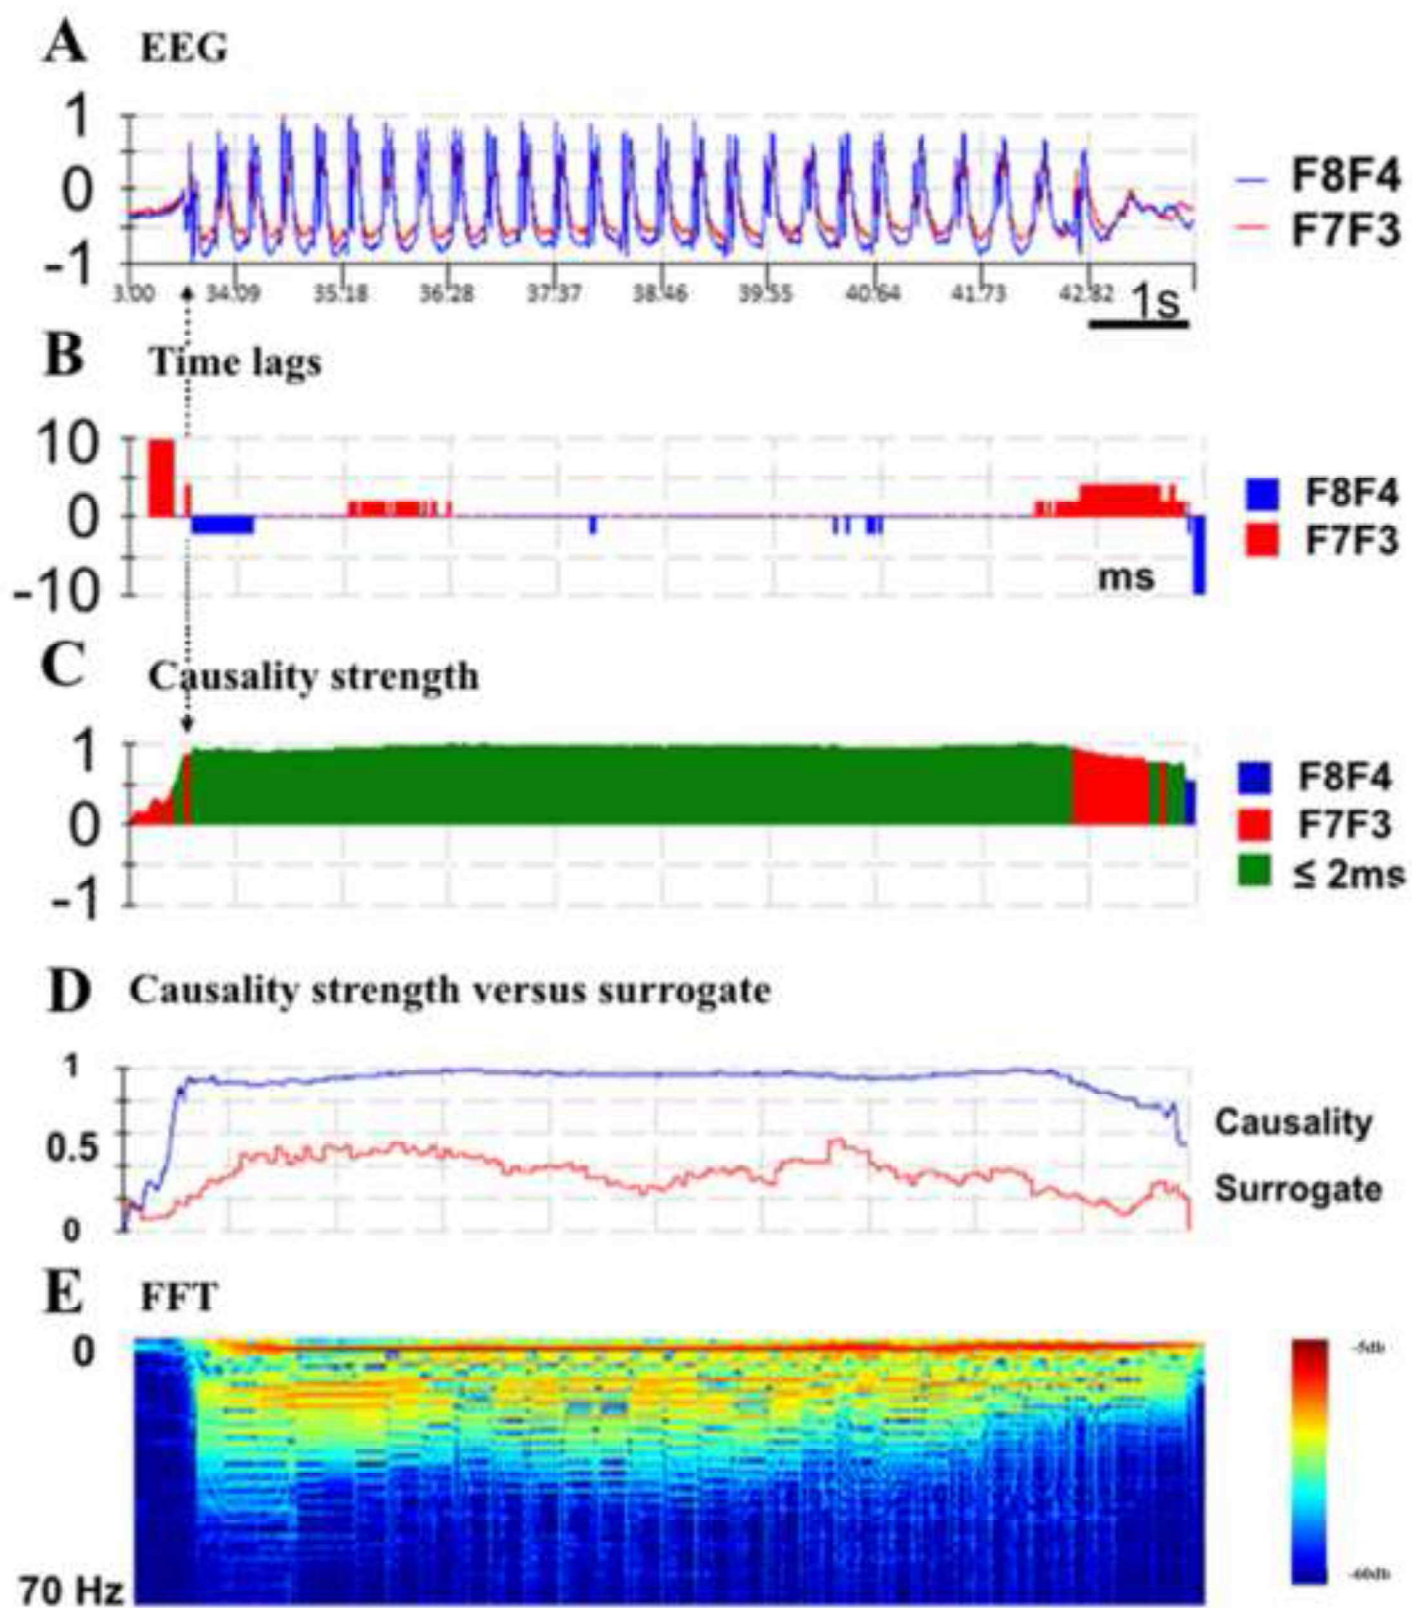 A EEG
1
0
-1
F8F4
F7F3
3.00 34.09 35.18 36.28 37.37 38.46 39.55 40.64 41.73 42.82
1s
B Time lags
10
0
-10
ms
F8F4
F7F3
C Causality strength
1
0
-1
F8F4
F7F3
≤ 2ms
D Causality strength versus surrogate
1
0.5
0
Causality
Surrogate
E FFT
0
70 Hz
-5db
-60db